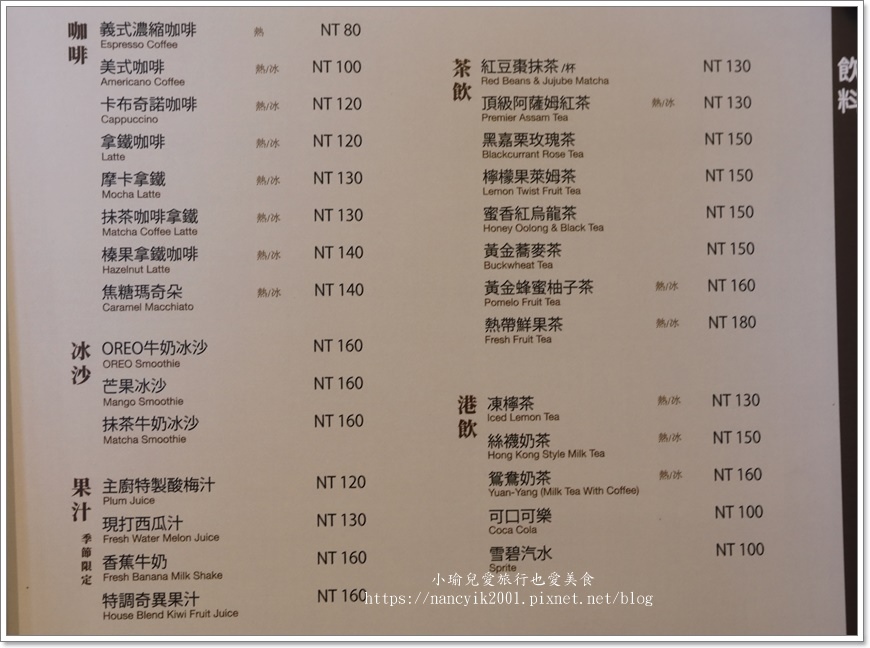 咖啡
義式濃縮咖啡 熱 NT 80
Espresso Coffee
美式咖啡 熱/冰 NT 100
Americano Coffee
卡布奇諾咖啡 熱/冰 NT 120
Cappuccino
拿鐵咖啡 熱/冰 NT 120
Latte
摩卡拿鐵 熱/冰 NT 130
Mocha Latte
抹茶咖啡拿鐵 熱/冰 NT 130
Matcha Coffee Latte
榛果拿鐵咖啡 熱/冰 NT 140
Hazelnut Latte
焦糖瑪奇朵 熱/冰 NT 140
Caramel Macchiato
冰沙
OREO牛奶冰沙 NT 160
OREO Smoothie
芒果冰沙 NT 160
Mango Smoothie
抹茶牛奶冰沙 NT 160
Matcha Smoothie
果汁
季節限定
主廚特製酸梅汁 NT 120
Plum Juice
現打西瓜汁 NT 130
Fresh Water Melon Juice
香蕉牛奶 NT 160
Fresh Banana Milk Shake
特調奇異果汁 NT 160
House Blend Kiwi Fruit Juice
茶飲
紅豆棗抹茶 /杯 NT 130
Red Beans & Jujube Matcha
頂級阿薩姆紅茶 熱/冰 NT 130
Premier Assam Tea
黑嘉栗玫瑰茶 NT 150
Blackcurrant Rose Tea
檸檬果萊姆茶 NT 150
Lemon Twist Fruit Tea
蜜香紅烏龍茶 NT 150
Honey Oolong & Black Tea
黃金蕎麥茶 NT 150
Buckwheat Tea
黃金蜂蜜柚子茶 熱/冰 NT 160
Pomelo Fruit Tea
熱帶鮮果茶 熱/冰 NT 180
Fresh Fruit Tea
港飲
凍檸茶 熱/冰 NT 130
Iced Lemon Tea
絲襪奶茶 熱/冰 NT 150
Hong Kong Style Milk Tea
鴛鴦奶茶 熱/冰 NT 160
Yuan-Yang (Milk Tea With Coffee)
可口可樂 NT 100
Coca Cola
雪碧汽水 NT 100
Sprite
飲料
小瑜兒愛旅行也愛美食
https://nancyik2001.pixnet.net/blog